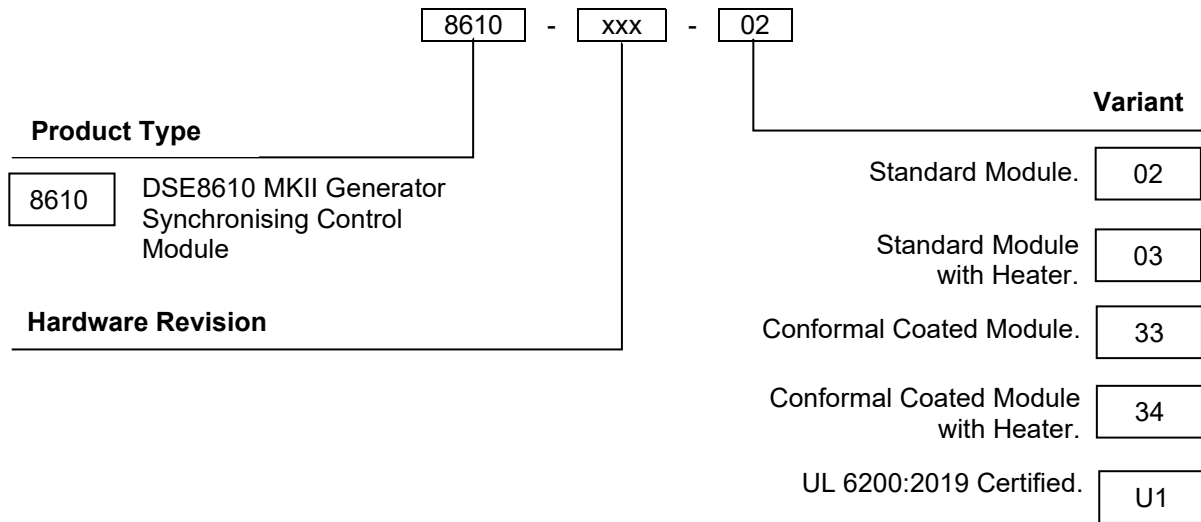 8610 - xxx - 02
Variant
Product Type
8610
DSE8610 MKII Generator
Synchronising Control
Module
Hardware Revision
Standard Module.
02
Standard Module
with Heater.
03
Conformal Coated Module.
33
Conformal Coated Module
with Heater.
34
UL 6200:2019 Certified.
U1